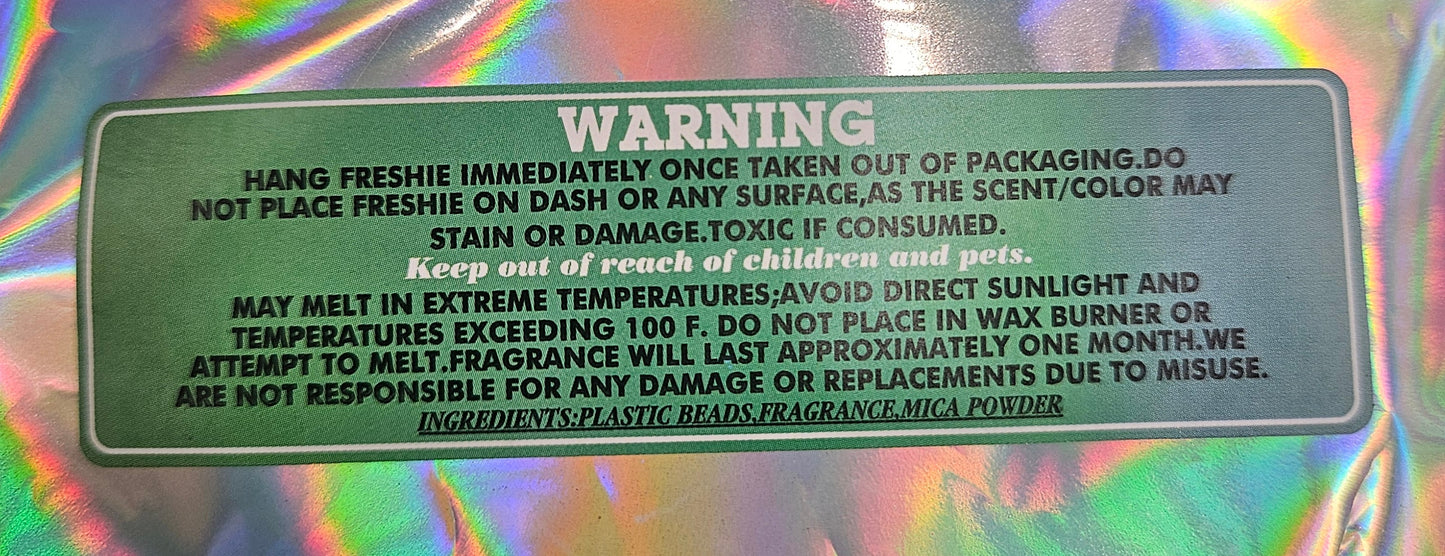 WARNING
HANG FRESHIE IMMEDIATELY ONCE TAKEN OUT OF PACKAGING.DO
NOT PLACE FRESHIE ON DASH OR ANY SURFACE,AS THE SCENT/COLOR MAY
STAIN OR DAMAGE.TOXIC IF CONSUMED.
Keep out of reach of children and pets.
MAY MELT IN EXTREME TEMPERATURES;AVOID DIRECT SUNLIGHT AND
TEMPERATURES EXCEEDING 100 F. DO NOT PLACE IN WAX BURNER OR
ATTEMPT TO MELT.FRAGRANCE WILL LAST APPROXIMATELY ONE MONTH.WE
ARE NOT RESPONSIBLE FOR ANY DAMAGE OR REPLACEMENTS DUE TO MISUSE.
INGREDIENTS:PLASTIC BEADS,FRAGRANCE,MICA POWDER